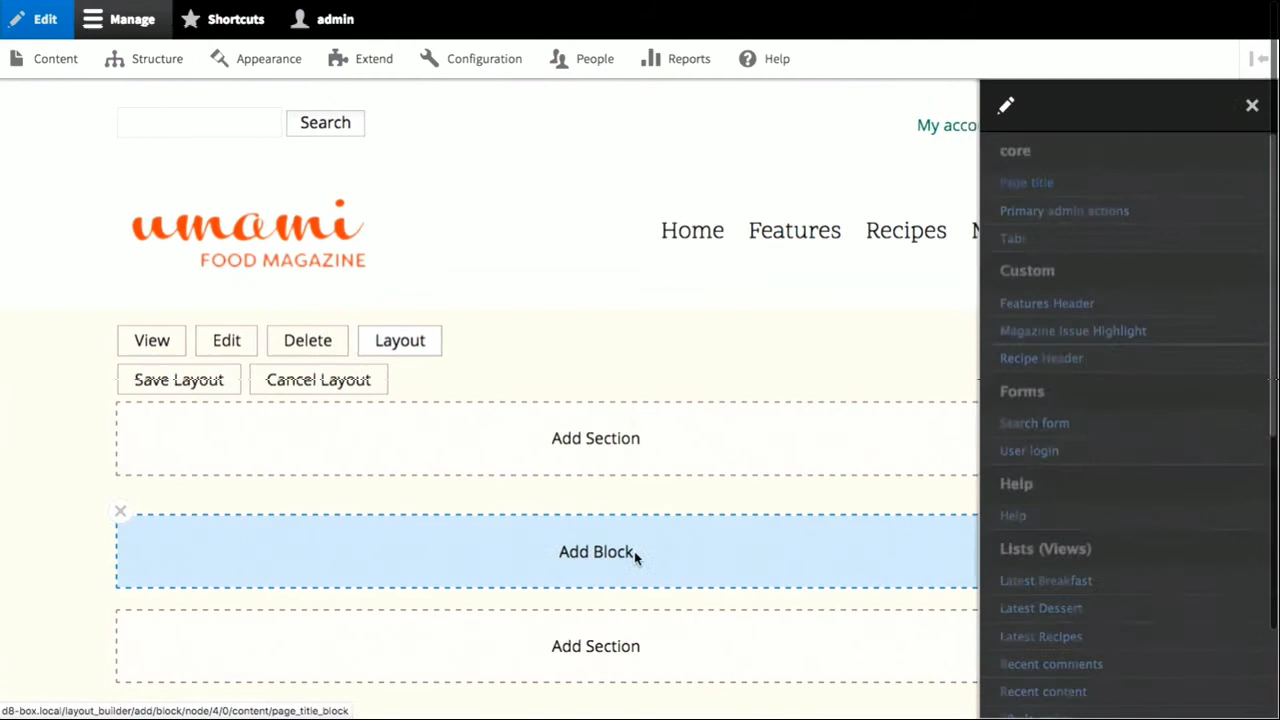 Edit Manage Shortcuts admin
Content Structure Appearance Extend Configuration People Reports Help
Search
My acco
umami
FOOD MAGAZINE
Home Features Recipes
View Edit Delete Layout
Save Layout Cancel Layout
Add Section
Add Block
Add Section
core
Page title
Primary admin actions
Tabs
Custom
Features Header
Magazine Issue Highlight
Recipe Header
Forms
Search form
User login
Help
Help
Lists (Views)
Latest Breakfast
Latest Dessert
Latest Recipes
Recent comments
Recent content
d8-box.local/layout_builder/add/block/node/4/0/content/page_title_block